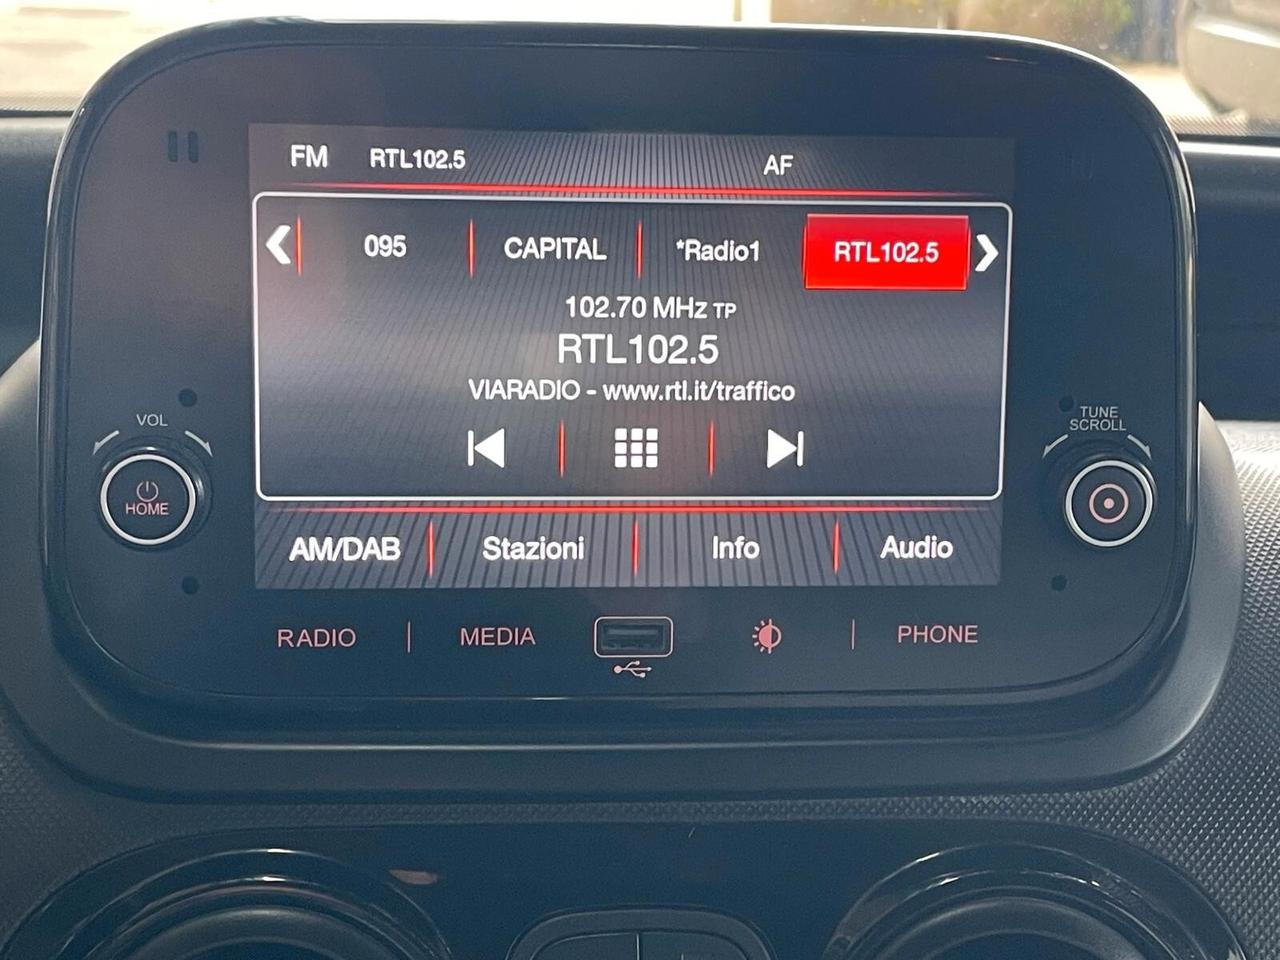 FM RTL102.5 AF
095 CAPITAL *Radio1 RTL102.5
102.70 MHz TP
RTL102.5
VIARADIO - www.rtl.it/traffico
AM/DAB Stazioni Info Audio
VOL
HOME
TUNE
SCROLL
RADIO MEDIA PHONE